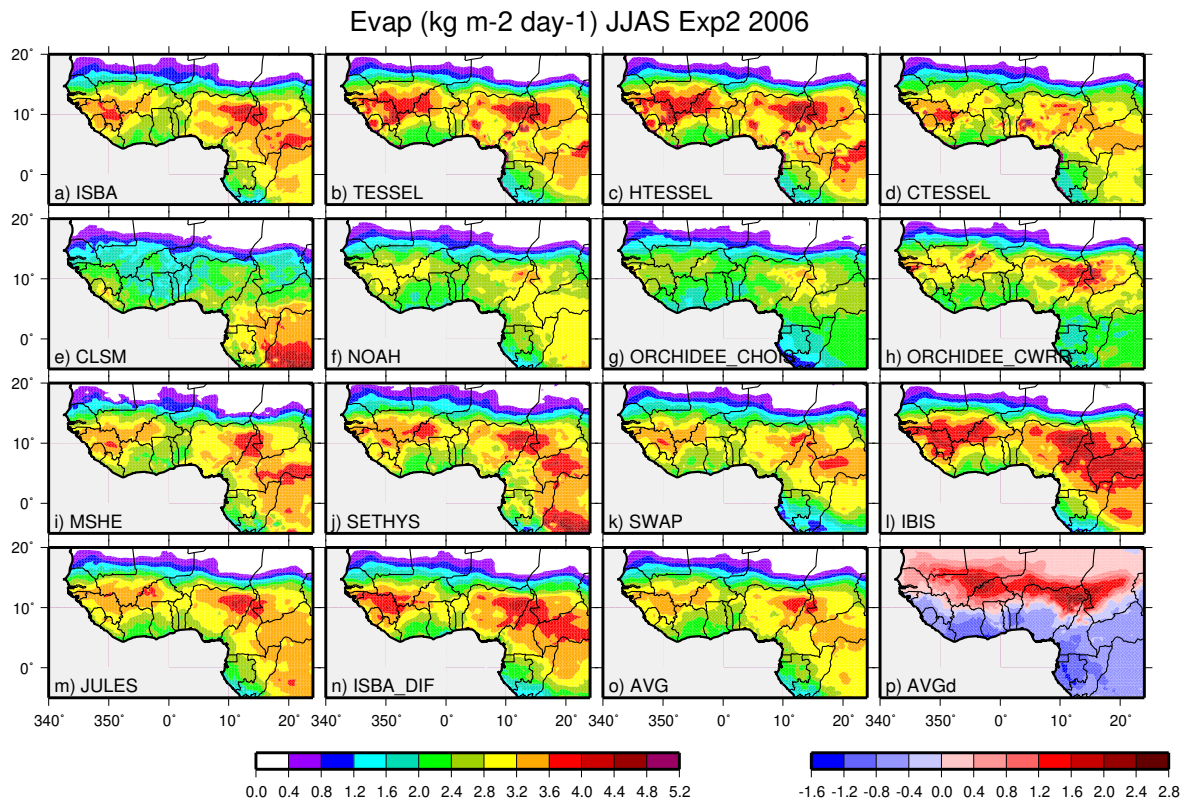 Evap (kg m-2 day-1) JJAS Exp2 2006
20˚
10˚
0˚
a) ISBA
b) TESSEL
c) HTESSEL
d) CTESSEL
20˚
10˚
0˚
e) CLSM
f) NOAH
g) ORCHIDEE_CHOIS
h) ORCHIDEE_CWRR
20˚
10˚
0˚
i) MSHE
j) SETHYS
k) SWAP
l) IBIS
20˚
10˚
0˚
m) JULES
n) ISBA_DIF
o) AVG
p) AVGd
340˚ 350˚ 0˚ 10˚ 20˚ 350˚ 0˚ 10˚ 20˚ 350˚ 0˚ 10˚ 20˚ 350˚ 0˚ 10˚ 20˚
0.0 0.4 0.8 1.2 1.6 2.0 2.4 2.8 3.2 3.6 4.0 4.4 4.8 5.2
-1.6 -1.2 -0.8 -0.4 0.0 0.4 0.8 1.2 1.6 2.0 2.4 2.8